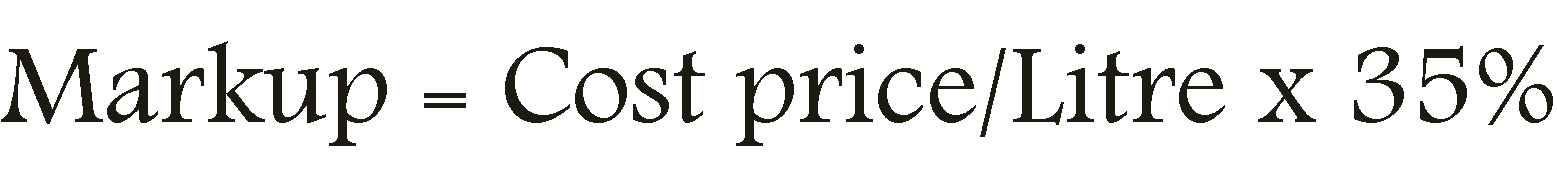 Markup = Cost price/Litre x 35%